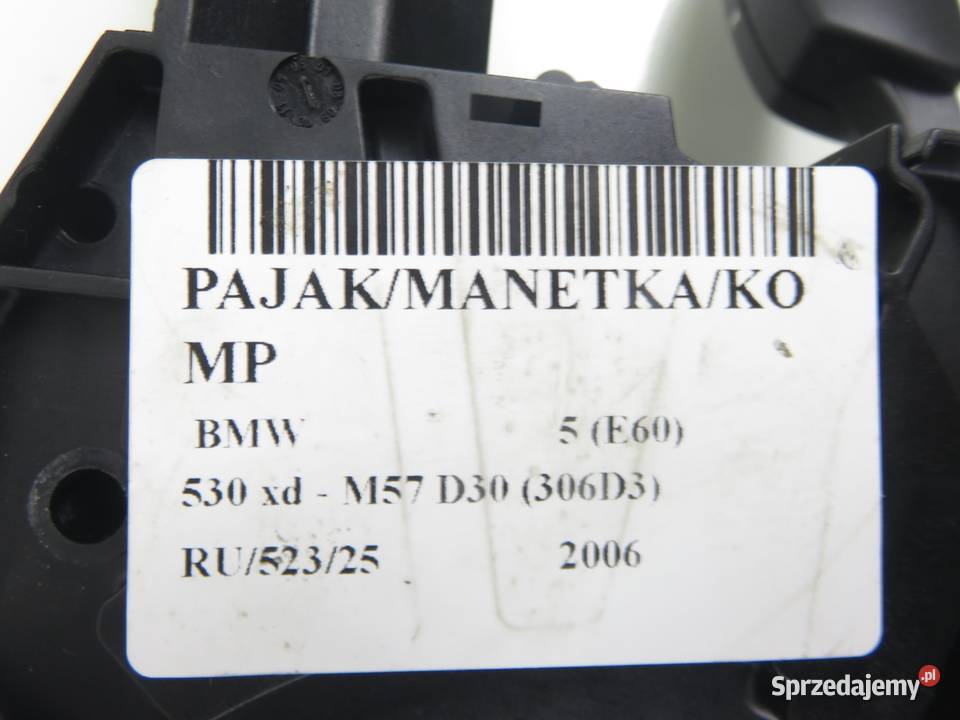 PAJAK/MANETKA/KO
MP
BMW 5 (E60)
530 xd - M57 D30 (306D3)
RU/523/25 2006
Sprzedajemy.pl